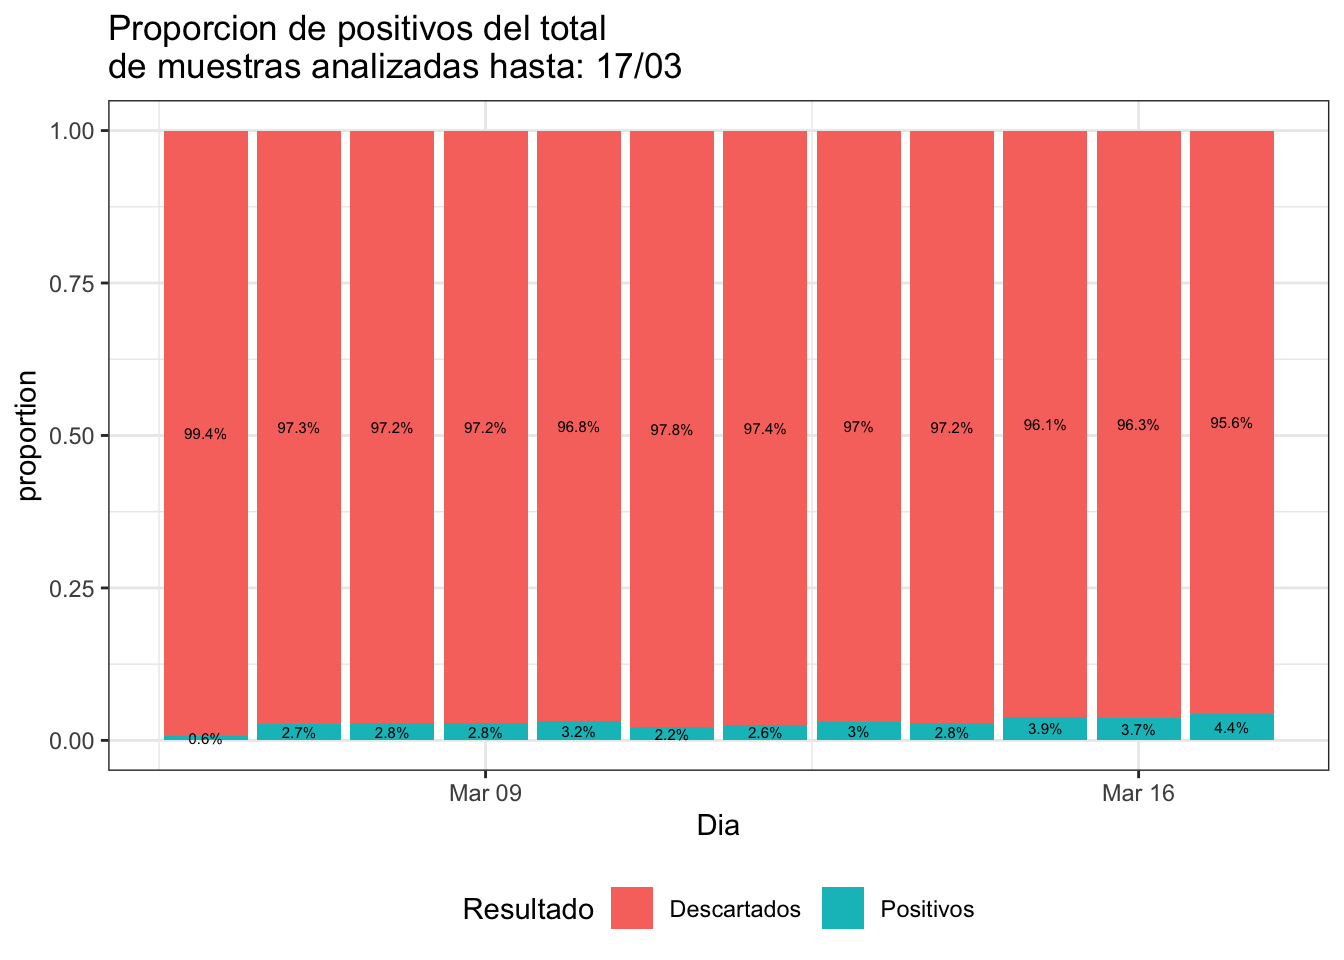 Proporcion de positivos del total
de muestras analizadas hasta: 17/03
proportion
1.00
0.75
0.50
0.25
0.00
99.4% 97.3% 97.2% 97.2% 96.8% 97.8% 97.4% 97% 97.2% 96.1% 96.3% 95.6%
0.6% 2.7% 2.8% 2.8% 3.2% 2.2% 2.6% 3% 2.8% 3.9% 3.7% 4.4%
Mar 09 Mar 16
Dia
Resultado Descartados Positivos